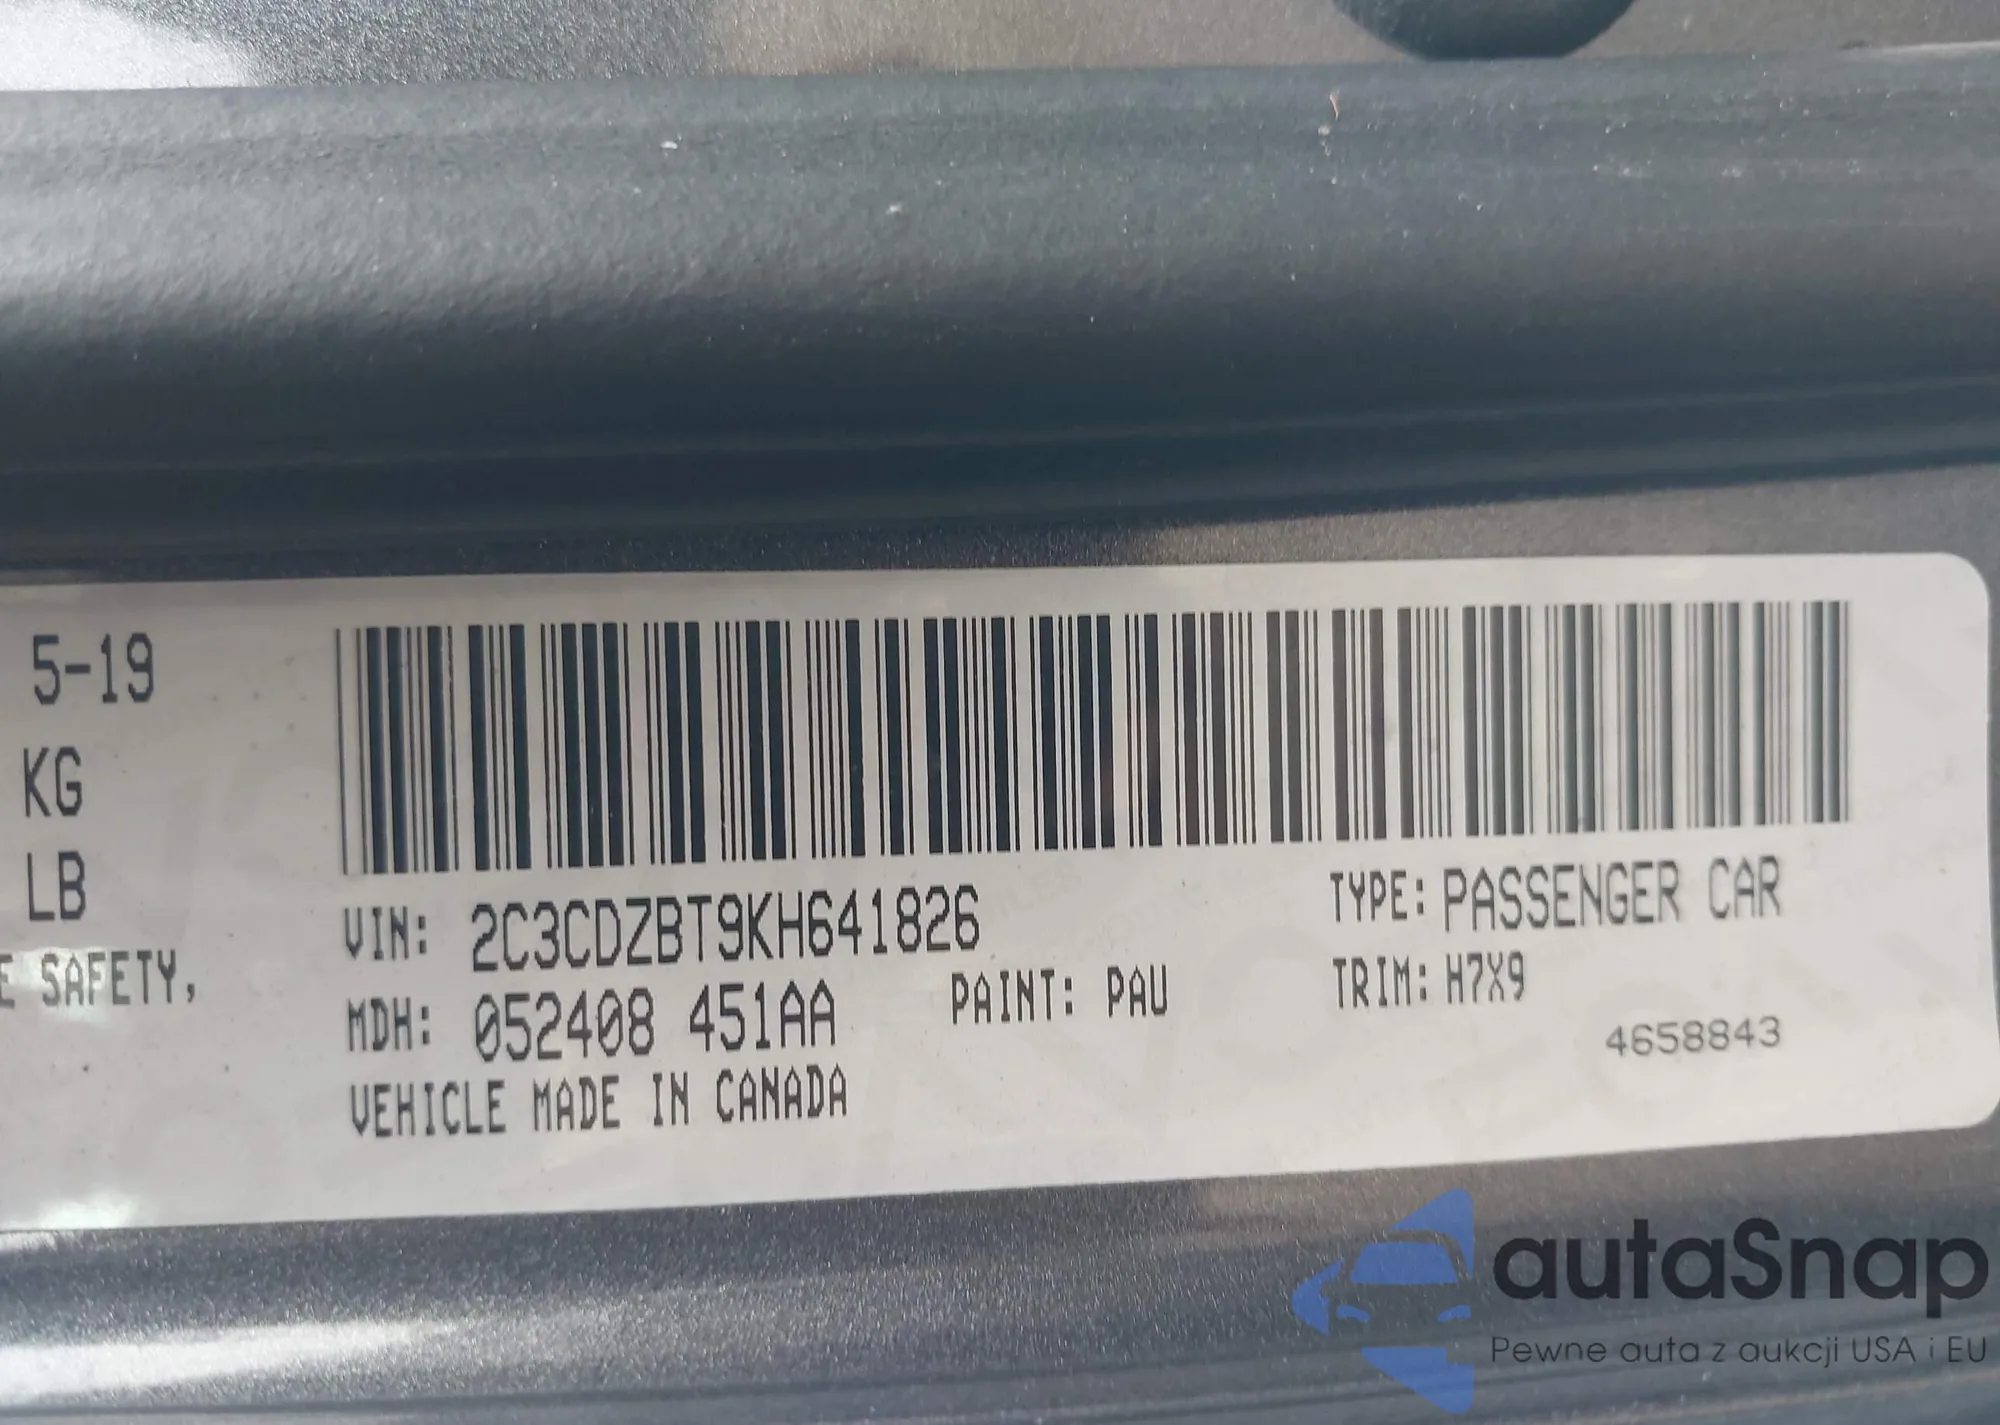 5-19
KG
LB
E SAFETY,
VIN: 2C3CDZBT9KH641826
TYPE: PASSENGER CAR
MDH: 052408 451AA
PAINT: PAU
TRIM: H7X9
4658843
VEHICLE MADE IN CANADA
autaSnap
Pewne auta z aukcji USA i EU